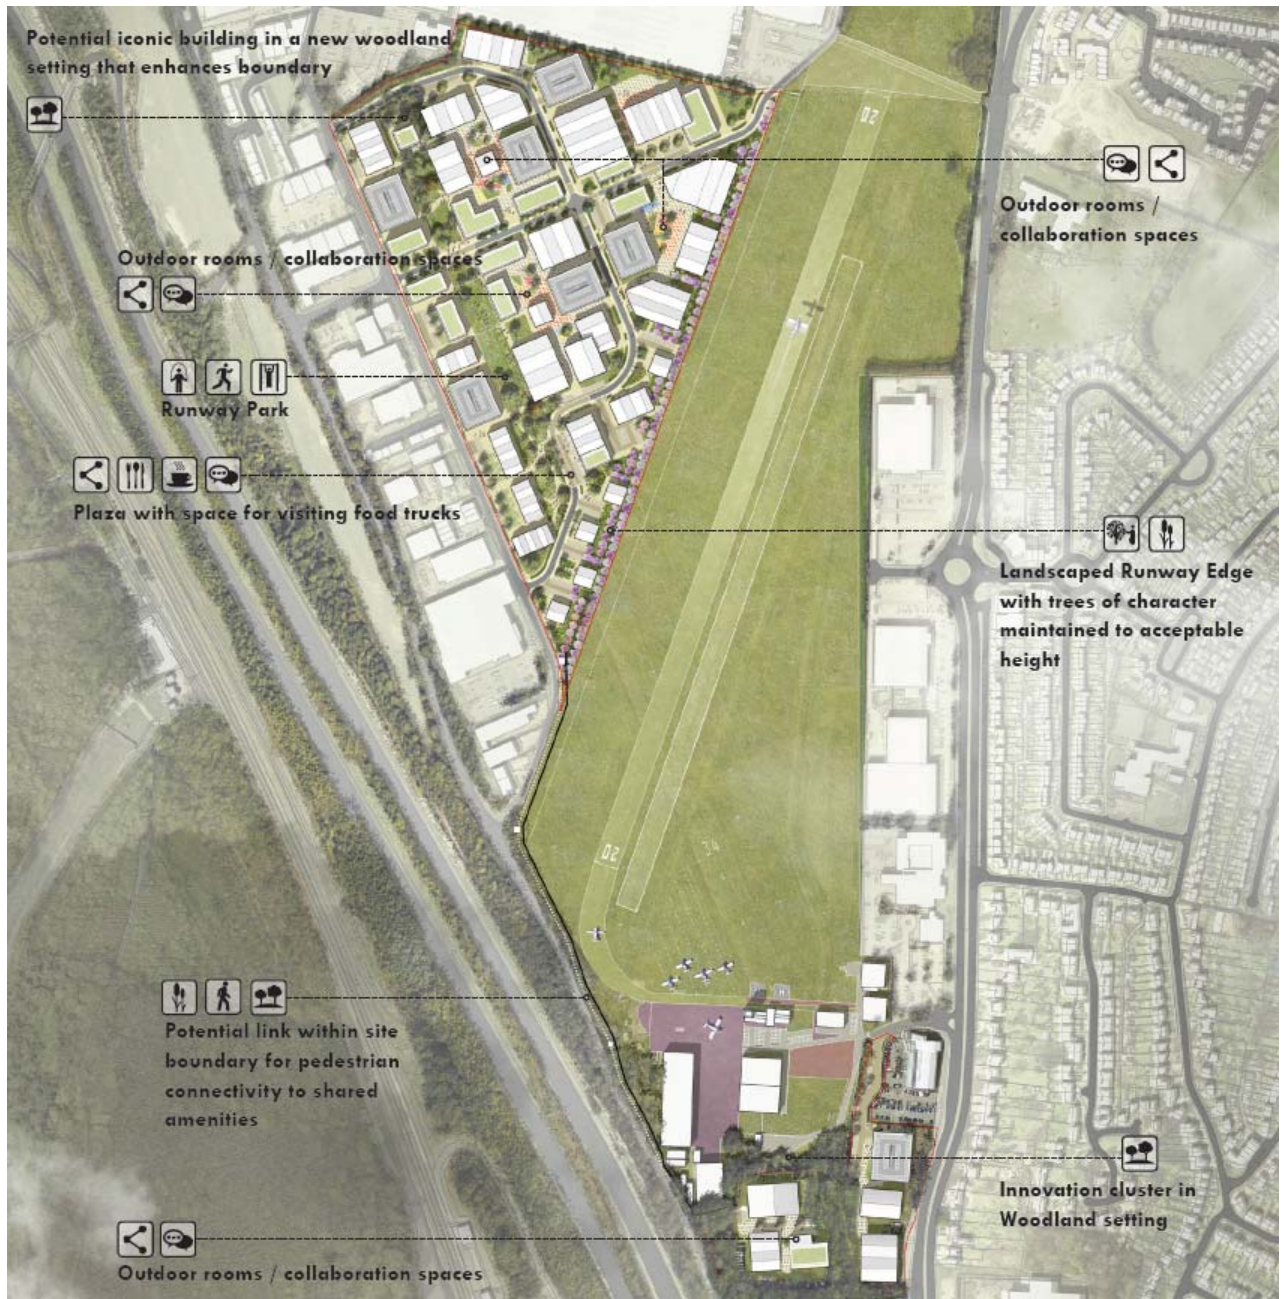 Potential iconic building in a new woodland
setting that enhances boundary
20
Outdoor rooms /
collaboration spaces
Outdoor rooms / collaboration spaces
Runway Park
Plaza with space for visiting food trucks
Landscaped Runway Edge
with trees of character
maintained to acceptable
height
20
24
Potential link within site
boundary for pedestrian
connectivity to shared
amenities
H
Innovation cluster in
Woodland setting
Outdoor rooms / collaboration spaces